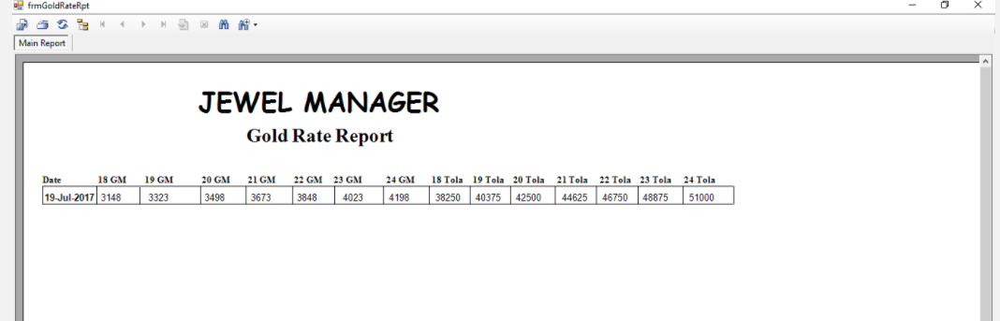 frmGoldRateRpt
Main Report
JEWEL MANAGER
Gold Rate Report
Date 18 GM 19 GM 20 GM 21 GM 22 GM 23 GM 24 GM 18 Tola 19 Tola 20 Tola 21 Tola 22 Tola 23 Tola 24 Tola
19-Jul-2017 3148 3323 3498 3673 3848 4023 4198 38250 40375 42500 44625 46750 48875 51000